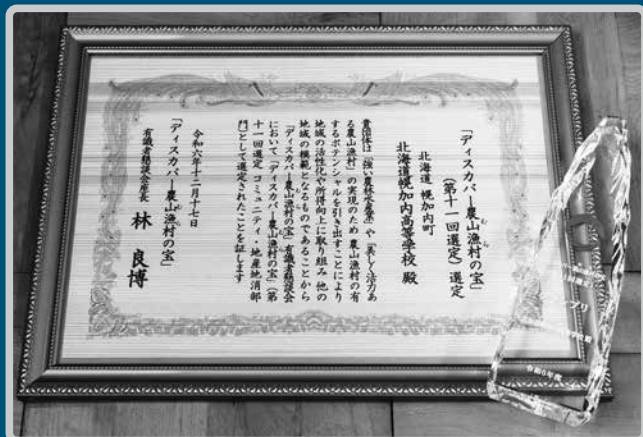 「ディスカバー農山漁村の宝」
（第十一回選定）選定
北海道 幌加内町
北海道幌加内高等学校 殿
貴団体は「強い農林水産業」や「美しく活力あ
る農山漁村」の実現のため 農山漁村の有
するポテンシャルを引き出すことにより
地域の活性化や所得向上に取り組み 他の
地域の模範となるものであることから
「ディスカバー農山漁村の宝」有識者懇談会
において「ディスカバー農山漁村の宝」（第
十一回選定 コミュニティ・地産地消部
門）として選定されたことを証します
令和六年十二月十七日
「ディスカバー農山漁村の宝」
有識者懇談会座長 林 良博
令和6年度